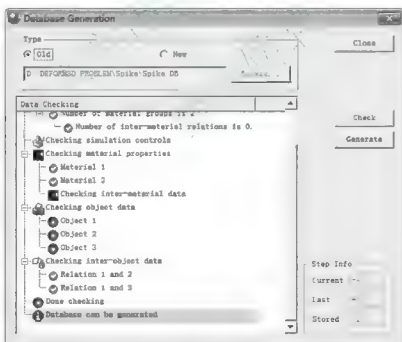 Database Generation
Type
Old
New
Close
D DEFORM3D PROBLEM\Spike\Spike DB
Data Checking
Number of material groups is 2
Number of inter-material relations is 0.
Checking simulation controls
Checking material properties
Material 1
Material 2
Checking inter-material data
Checking object data
Object 1
Object 2
Object 3
Checking inter-object data
Relation 1 and 2
Relation 1 and 3
Done checking
Database can be generated
Check
Generate
Step Info
Current
Last
Stored